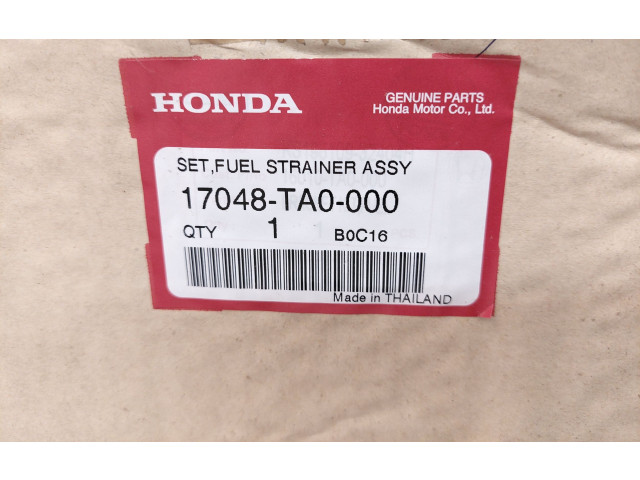 HONDA
GENUINE PARTS
Honda Motor Co., Ltd.
SET,FUEL STRAINER ASSY
17048-TA0-000
QTY 1 B0C16
Made in THAILAND